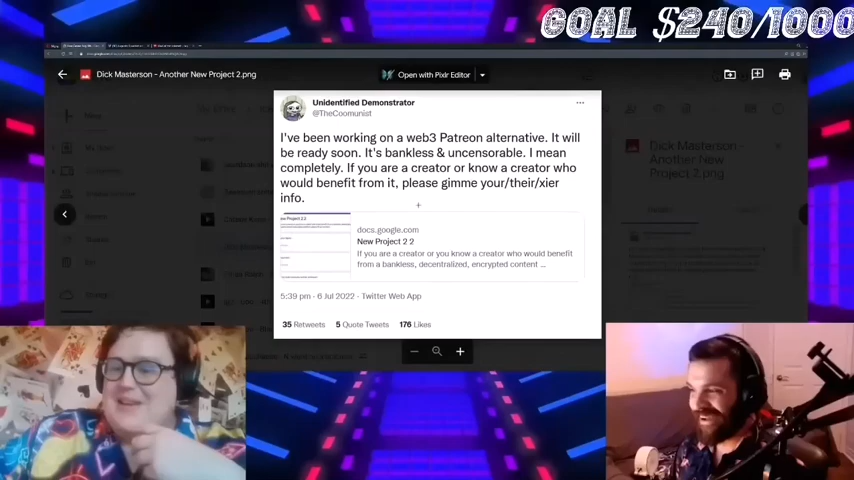 GOAL $240/1000
Dick Masterson - Another New Project 2.png
Open with Pixlr Editor
Unidentified Demonstrator
@TheCoomunist
I've been working on a web3 Patreon alternative. It will
be ready soon. It's bankless & uncensorable. I mean
completely. If you are a creator or know a creator who
would benefit from it, please gimme your/their/xier
info.
docs.google.com
New Project 2 2
If you are a creator or you know a creator who would benefit
from a bankless, decentralized, encrypted content ...
5:39 pm · 6 Jul 2022 · Twitter Web App
35 Retweets 5 Quote Tweets 176 Likes
Dick Masterson
- Another New
Project 2.png